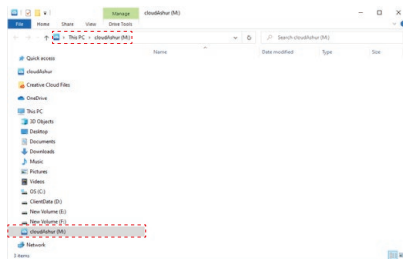 Manage
cloudAshur (M:)
File Home Share View Drive Tools
This PC › cloudAshur (M:)
Search cloudAshur (M:)
Name Date modified Type Size
Quick access
cloudAshur
Creative Cloud Files
OneDrive
This PC
3D Objects
Desktop
Documents
Downloads
Music
Pictures
Videos
OS (C:)
ClientData (D:)
New Volume (E:)
New Volume (F:)
cloudAshur (M:)
Network